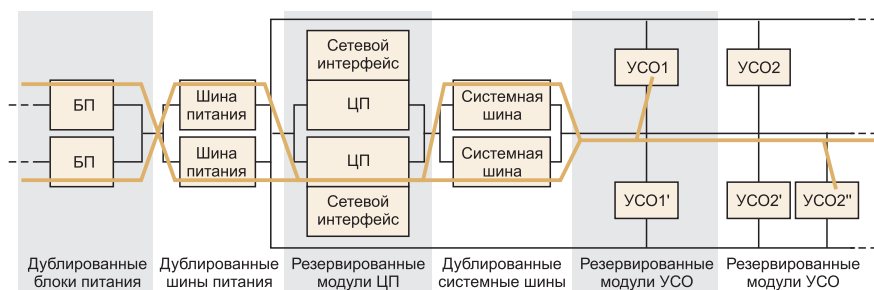 БП
БП
Шина
питания
Шина
питания
Сетевой
интерфейс
ЦП
ЦП
Сетевой
интерфейс
Системная
шина
Системная
шина
УСО1
УСО1'
УСО2
УСО2'
УСО2"
Дублированные
блоки питания
Дублированные
шины питания
Резервированные
модули ЦП
Дублированные
системные шины
Резервированные
модули УСО
Резервированные
модули УСО